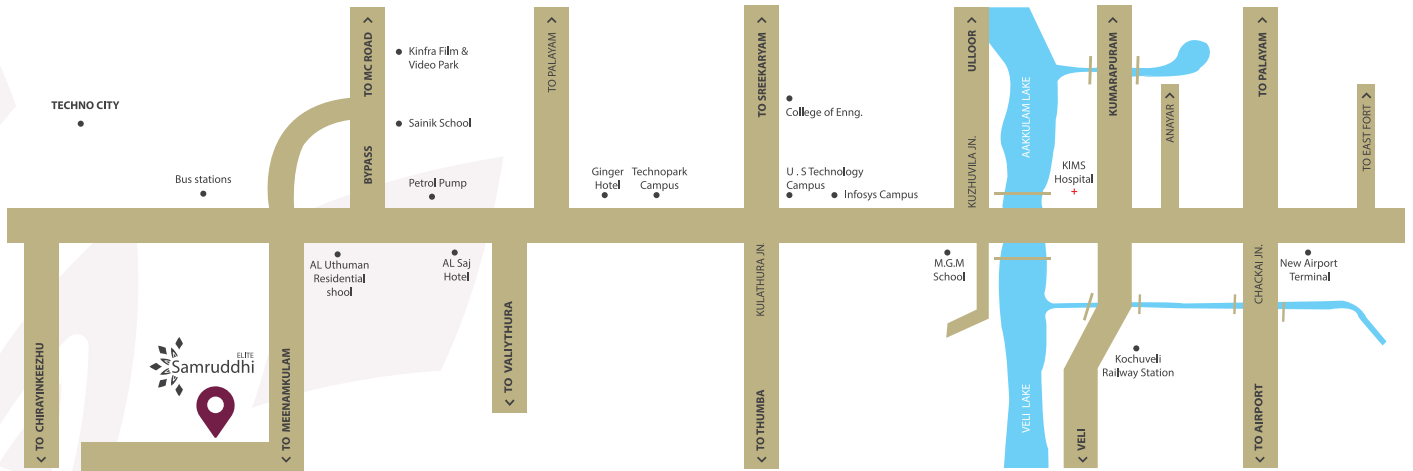 TO MC ROAD
BYPASS
Kinfra Film &
Video Park
TO PALAYAM
TO SREEKARYAM
ULLOOR
KUZHUVILA JN.
AAKKULAM LAKE
KUMARAPURAM
ANAYAR
TO PALAYAM
TO EAST FORT
TECHNO CITY
Sainik School
College of Enng.
Bus stations
Petrol Pump
Ginger
Hotel
Technopark
Campus
U . S Technology
Campus
Infosys Campus
KIMS
Hospital
AL Uthuman
Residential
shool
AL Saj
Hotel
M.G.M
School
New Airport
Terminal
KULATHURA JN.
CHACKAI JN.
ELITE
Samruddhi
Kochuveli
Railway Station
TO CHIRAYINKEEZHU
TO MEENAMKULAM
TO VALIYTHURA
TO THUMBA
VELI LAKE
VELI
TO AIRPORT